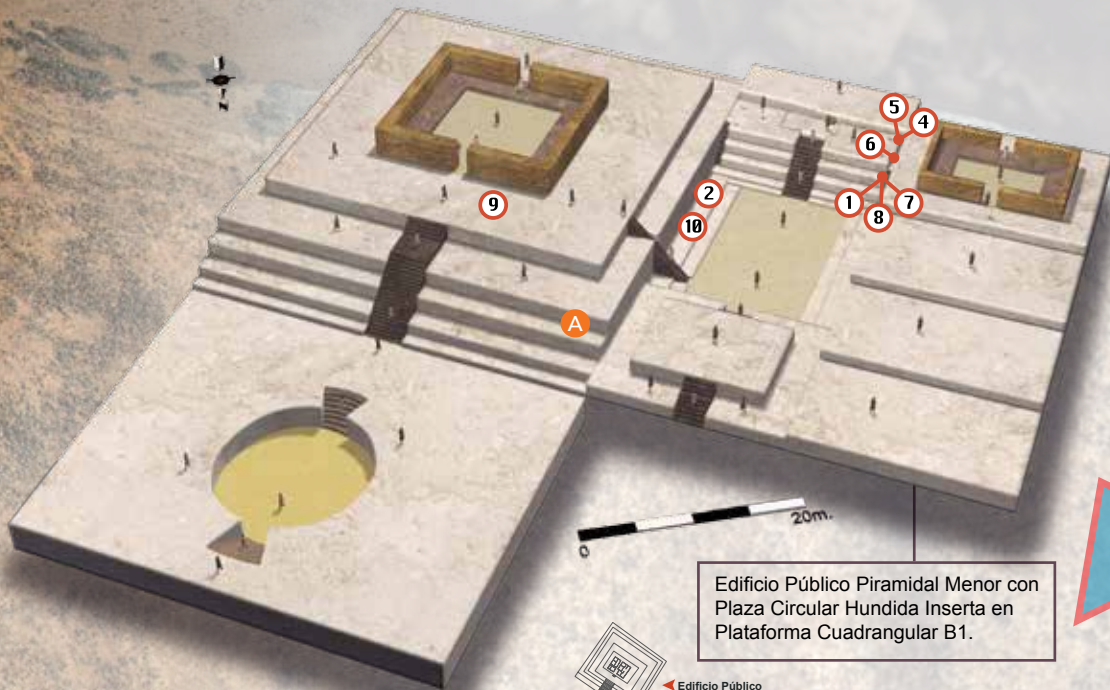 N
5
4
6
2
1
7
9
8
10
A
0
20m.
Edificio Público Piramidal Menor con
Plaza Circular Hundida Inserta en
Plataforma Cuadrangular B1.
Edificio Público